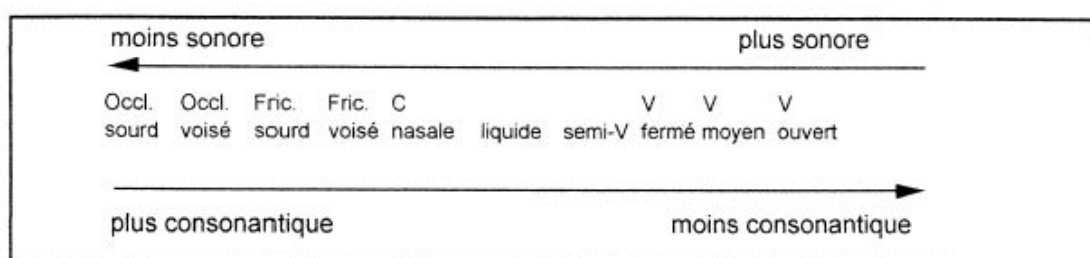 moins sonore plus sonore
Occl. Occl. Fric. Fric. C V V V
sourd voisé sourd voisé nasale liquide semi-V fermé moyen ouvert
plus consonantique moins consonantique